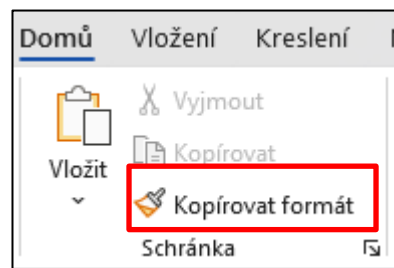 Domů Vložení Kreslení
Vyjmout
Kopírovat
Vložit
Kopírovat formát
Schránka